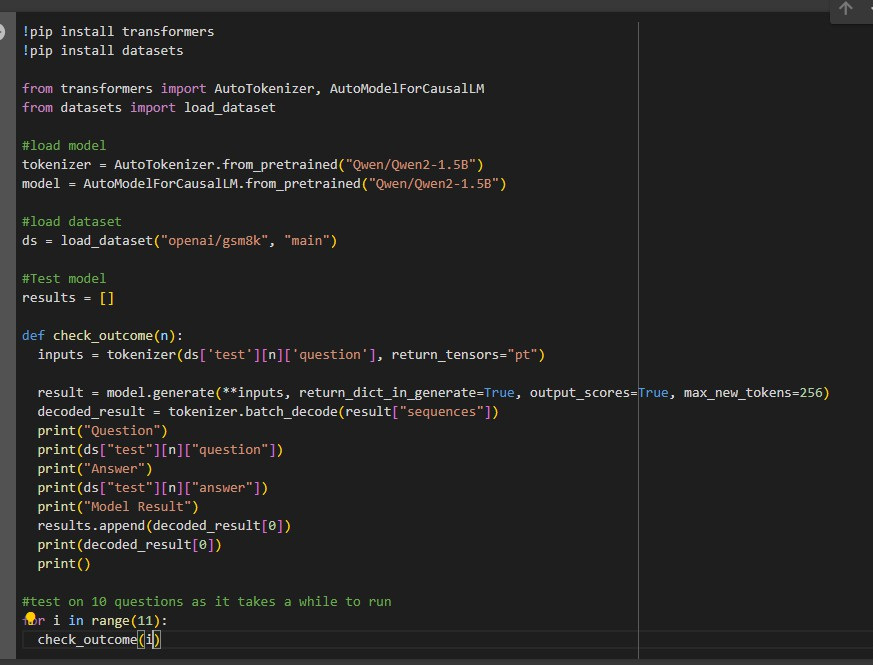 !pip install transformers
!pip install datasets
from transformers import AutoTokenizer, AutoModelForCausalLM
from datasets import load_dataset
#load model
tokenizer = AutoTokenizer.from_pretrained("Qwen/Qwen2-1.5B")
model = AutoModelForCausalLM.from_pretrained("Qwen/Qwen2-1.5B")
#load dataset
ds = load_dataset("openai/gsm8k", "main")
#Test model
results = []
def check_outcome(n):
  inputs = tokenizer(ds['test'][n]['question'], return_tensors="pt")
  result = model.generate(**inputs, return_dict_in_generate=True, output_scores=True, max_new_tokens=256)
  decoded_result = tokenizer.batch_decode(result["sequences"])
  print("Question")
  print(ds["test"][n]["question"])
  print("Answer")
  print(ds["test"][n]["answer"])
  print("Model Result")
  results.append(decoded_result[0])
  print(decoded_result[0])
  print()
#test on 10 questions as it takes a while to run
for i in range(11):
  check_outcome(i)